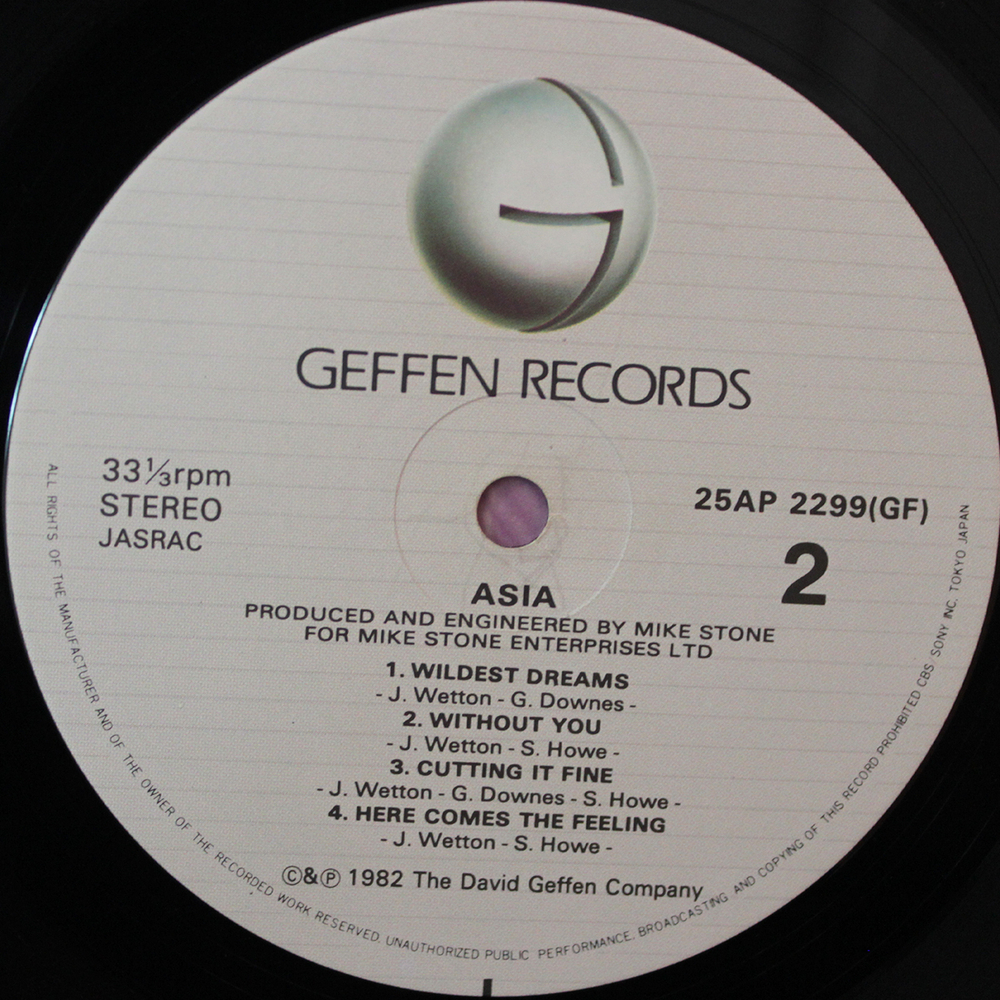 GEFFEN RECORDS
33⅓rpm
STEREO
JASRAC
25AP 2299(GF)
2
ASIA
PRODUCED AND ENGINEERED BY MIKE STONE
FOR MIKE STONE ENTERPRISES LTD
1. WILDEST DREAMS
- J. Wetton - G. Downes -
2. WITHOUT YOU
- J. Wetton - S. Howe -
3. CUTTING IT FINE
- J. Wetton - G. Downes - S. Howe -
4. HERE COMES THE FEELING
- J. Wetton - S. Howe -
©&℗ 1982 The David Geffen Company
ALL RIGHTS OF THE MANUFACTURER AND OF THE OWNER OF THE RECORDED WORK RESERVED. UNAUTHORIZED PUBLIC PERFORMANCE, BROADCASTING AND COPYING OF THIS RECORD PROHIBITED CBS SONY INC. TOKYO JAPAN